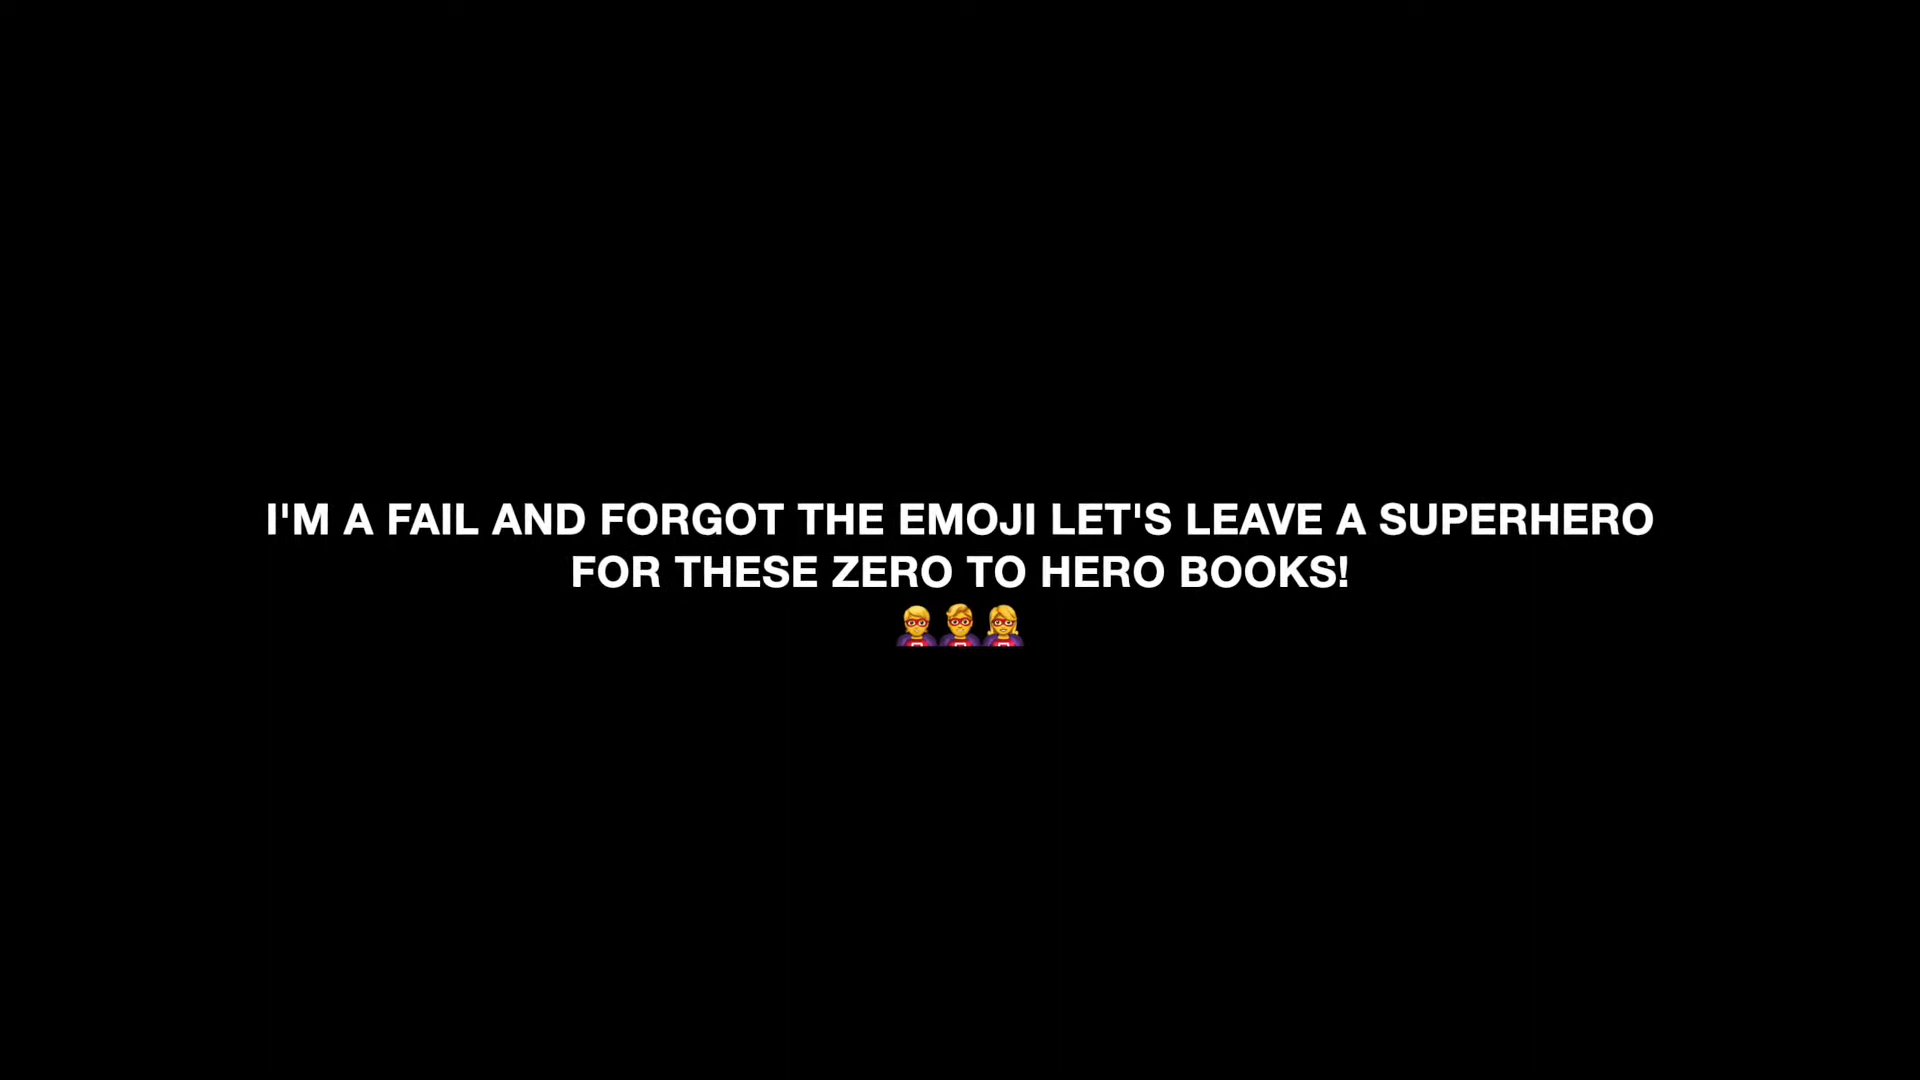 I'M A FAIL AND FORGOT THE EMOJI LET'S LEAVE A SUPERHERO
FOR THESE ZERO TO HERO BOOKS!
🦸🦸‍♂️🦸‍♀️